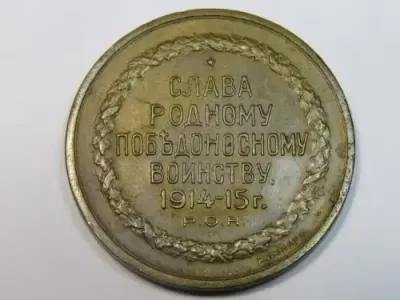 СЛАВА
РОДНОМУ
ПОБѢДОНОСНОМУ
ВОИНСТВУ
1914-15 г.
Р.О.Н.